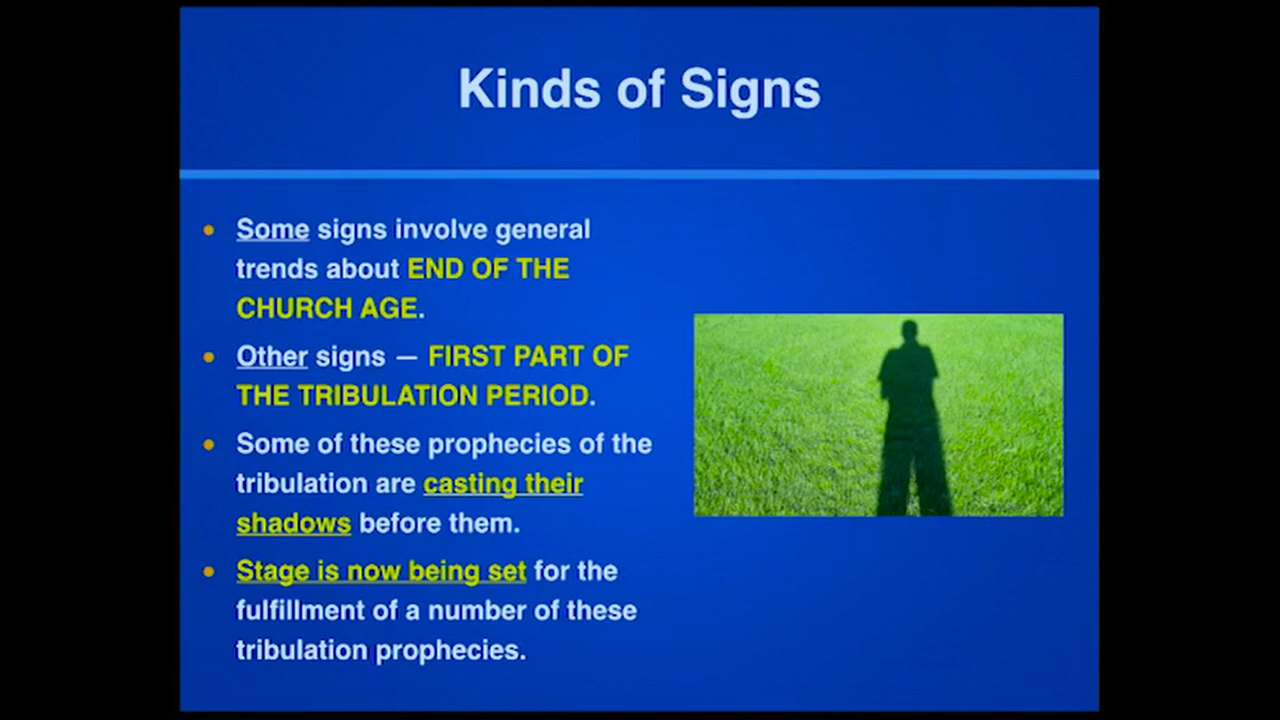 Kinds of Signs
Some signs involve general
trends about END OF THE
CHURCH AGE.
Other signs — FIRST PART OF
THE TRIBULATION PERIOD.
Some of these prophecies of the
tribulation are casting their
shadows before them.
Stage is now being set for the
fulfillment of a number of these
tribulation prophecies.